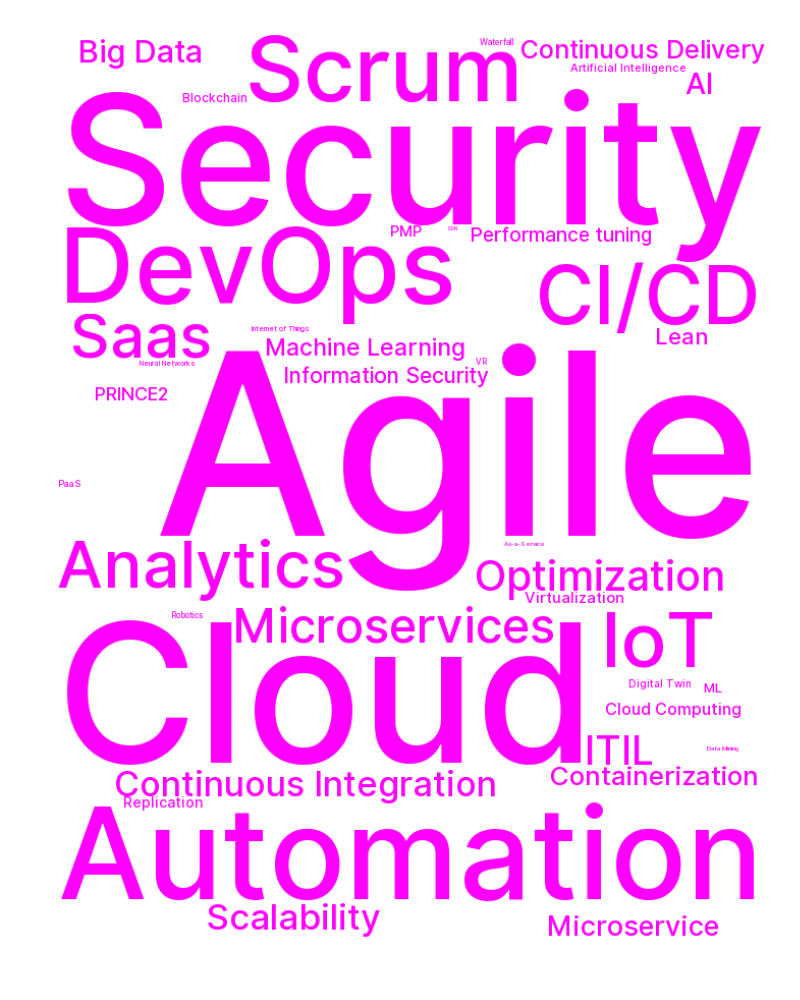 Big Data
Scrum
Waterfall
Continuous Delivery
Artificial Intelligence
AI
Blockchain
Security
DevOps
PMP
Performance tuning
CI/CD
Saas
Internet of Things
Lean
Machine Learning
Neural Networks
VR
Information Security
PRINCE2
Agile
PaaS
Analytics
As-a-Service
Optimization
Virtualization
Robotics
Microservices
IoT
Cloud
Digital Twin
ML
Cloud Computing
ITIL
Data Mining
Continuous Integration
Containerization
Replication
Automation
Scalability
Microservice